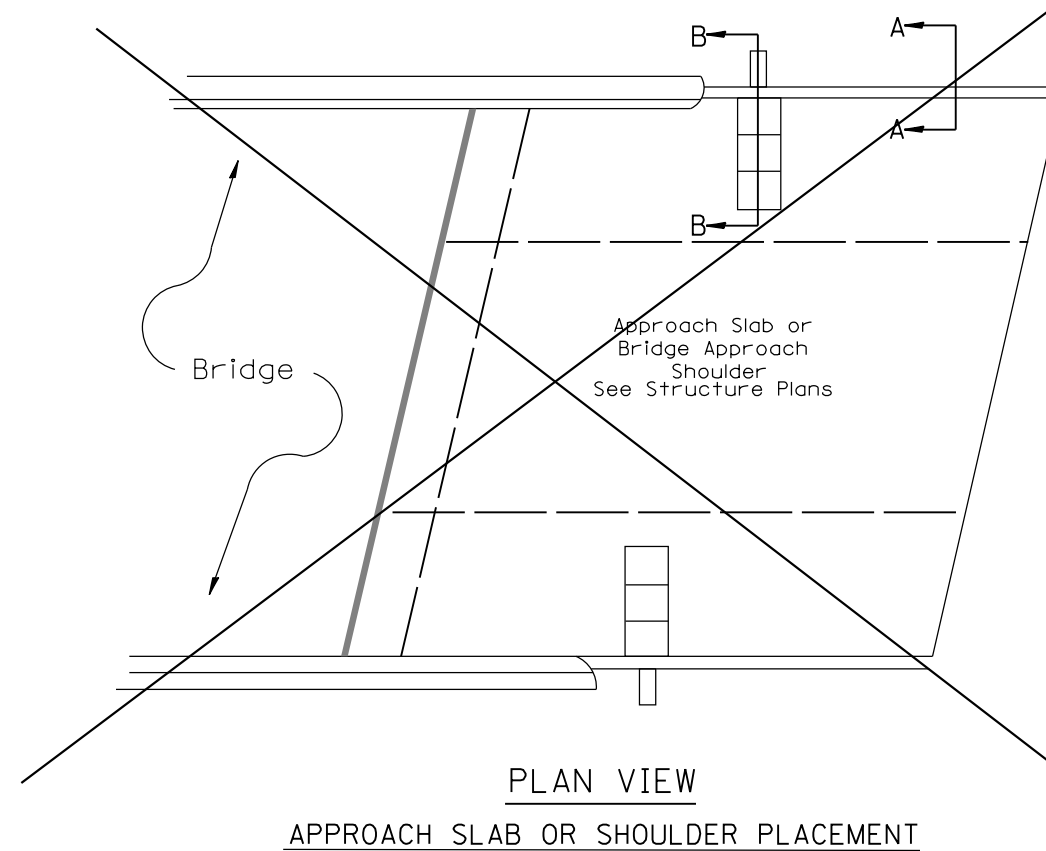 B
A
A
B
Approach Slab or
Bridge Approach
Shoulder
See Structure Plans
Bridge
PLAN VIEW
APPROACH SLAB OR SHOULDER PLACEMENT